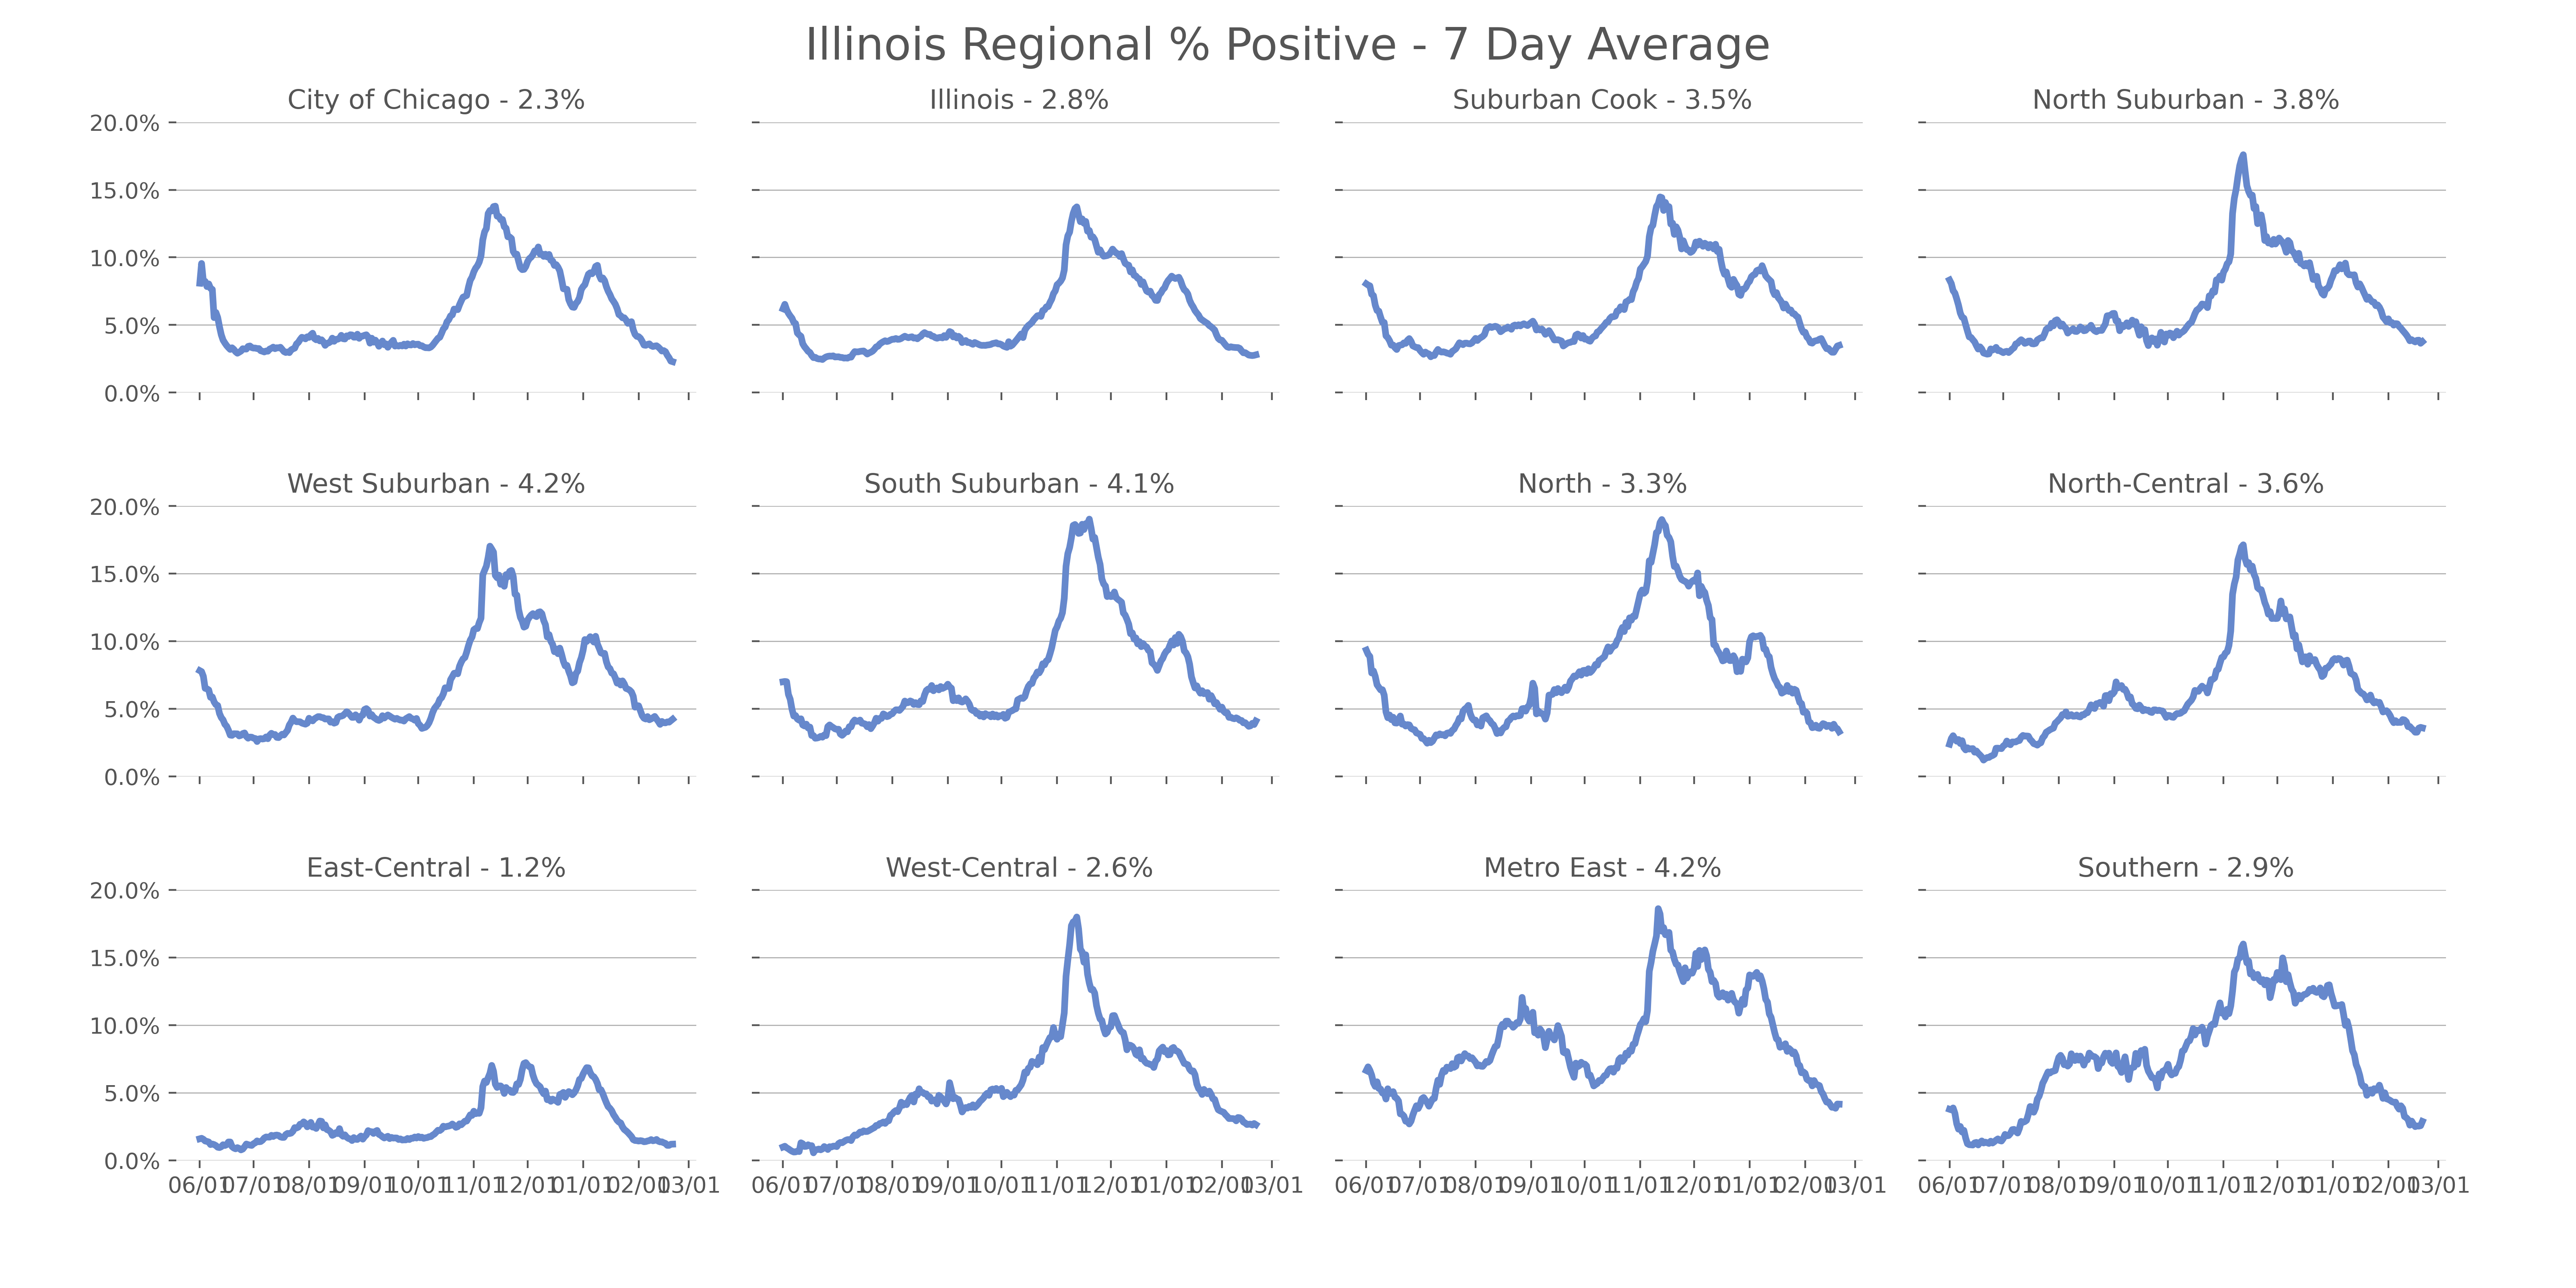 Illinois Regional % Positive - 7 Day Average
City of Chicago - 2.3%
Illinois - 2.8%
Suburban Cook - 3.5%
North Suburban - 3.8%
20.0%
15.0%
10.0%
5.0%
0.0%
West Suburban - 4.2%
South Suburban - 4.1%
North - 3.3%
North-Central - 3.6%
20.0%
15.0%
10.0%
5.0%
0.0%
East-Central - 1.2%
West-Central - 2.6%
Metro East - 4.2%
Southern - 2.9%
20.0%
15.0%
10.0%
5.0%
0.0%
06/01 07/01 08/01 09/01 10/01 11/01 12/01 01/01 02/01 03/01
06/01 07/01 08/01 09/01 10/01 11/01 12/01 01/01 02/01 03/01
06/01 07/01 08/01 09/01 10/01 11/01 12/01 01/01 02/01 03/01
06/01 07/01 08/01 09/01 10/01 11/01 12/01 01/01 02/01 03/01